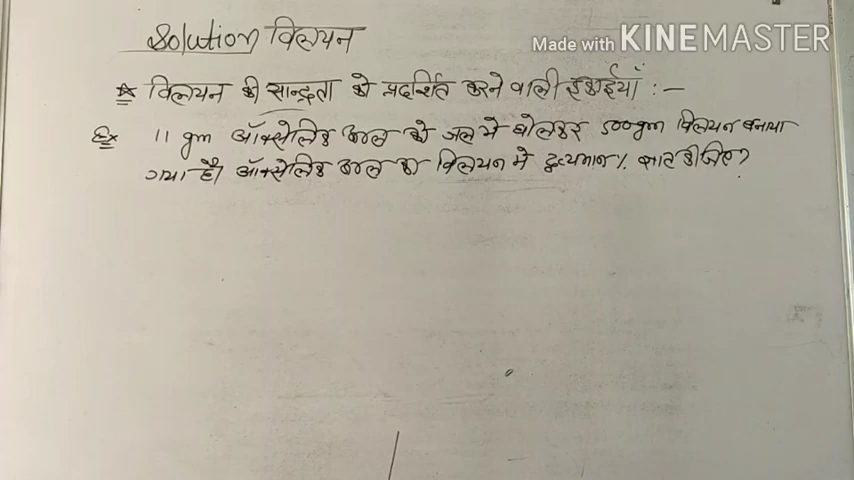 Solution विलयन
Made with KINEMASTER
* विलयन की सान्द्रता को प्रदर्शित करने वाली इकाईयाँ :-
Ex 11 gm ऑक्सेलिक अम्ल को जल मे घोलकर 500gm विलयन बनाया
गया है। ऑक्सेलिक अम्ल का विलयन मे द्रव्यमान % ज्ञात कीजिए?